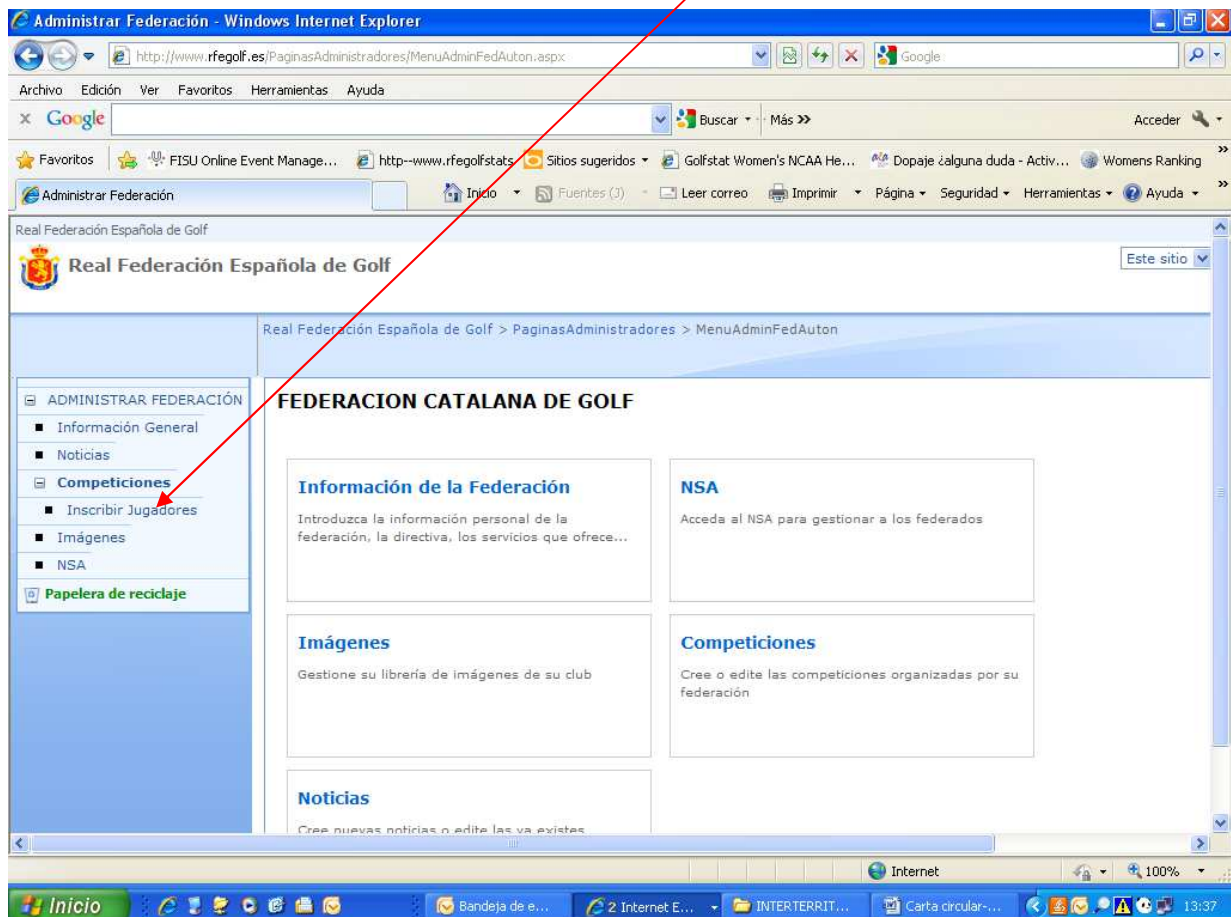 Administrar Federación - Windows Internet Explorer
http://www.rfegolf.es/PaginasAdministradores/MenuAdminFedAuton.aspx
Google
Archivo Edición Ver Favoritos Herramientas Ayuda
x Google
Buscar Más >>
Acceder
Favoritos FISU Online Event Manage... http--www.rfegolfstats Sitios sugeridos Golfstat Women's NCAA He... Dopaje ¿alguna duda - Activ... Womens Ranking »
Administrar Federación
Inicio Fuentes (3) Leer correo Imprimir Página Seguridad Herramientas Ayuda »
Real Federación Española de Golf
Real Federación Española de Golf
Este sitio
Real Federación Española de Golf > PaginasAdministradores > MenuAdminFedAuton
ADMINISTRAR FEDERACIÓN
Información General
Noticias
Competiciones
Inscribir Jugadores
Imágenes
NSA
Papelera de reciclaje
FEDERACION CATALANA DE GOLF
Información de la Federación
Introduzca la información personal de la
federación, la directiva, los servicios que ofrece...
NSA
Acceda al NSA para gestionar a los federados
Imágenes
Gestione su librería de imágenes de su club
Competiciones
Cree o edite las competiciones organizadas por su
federación
Noticias
Cree nuevas noticias o edite las ya existes
Internet
100%
Inicio
Bandeja de e...
2 Internet E...
INTERTERRIT...
Carta circular-...
13:37